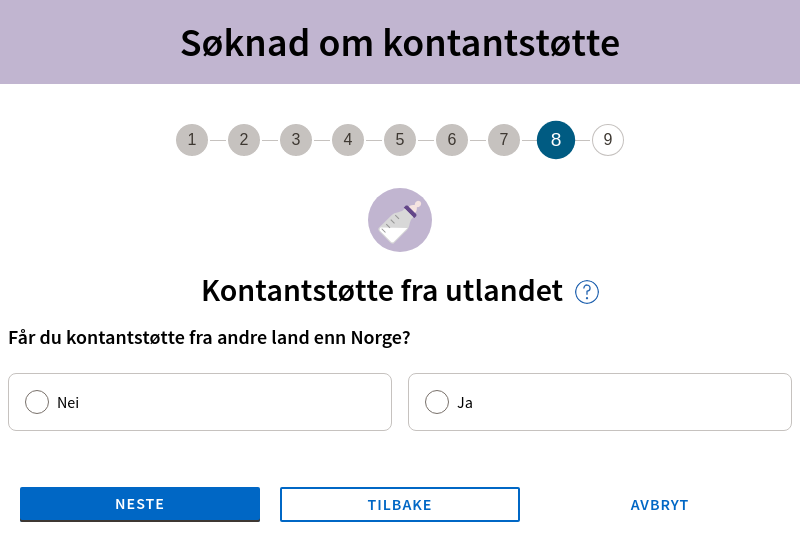 Søknad om kontantstøtte
1 2 3 4 5 6 7 8 9
Kontantstøtte fra utlandet ?
Får du kontantstøtte fra andre land enn Norge?
Nei Ja
NESTE TILBAKE AVBRYT